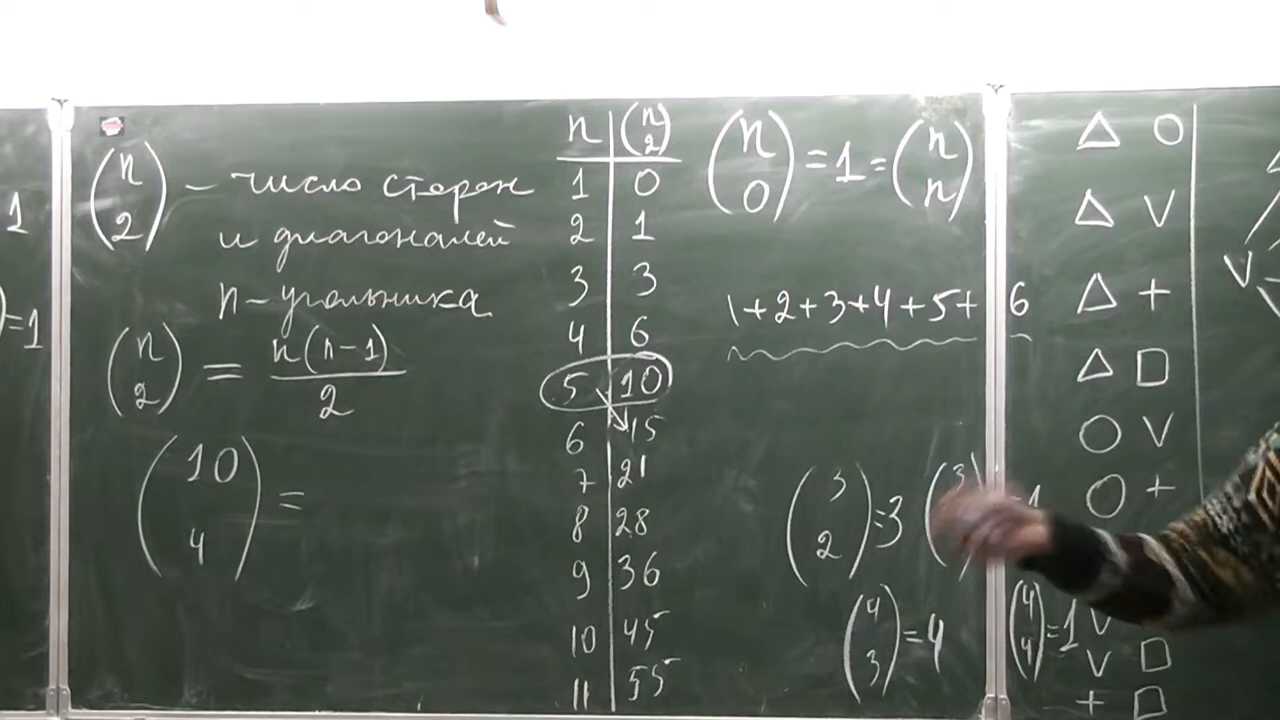 1
)=1
(n 2) – число сторон
и диагоналей
n-угольника
(n 2) = n(n-1)/2
(10 4) =
n | (n 2)
1 | 0
2 | 1
3 | 3
4 | 6
5 | 10
6 | 15
7 | 21
8 | 28
9 | 36
10 | 45
11 | 55
(n 0) = 1 = (n n)
1+2+3+4+5+6
(3 2) = 3
(4 3) = 4
(4 4) = 1
△ ○
△ V
△ +
△ □
○ V
○ +
V
V □
+ □
V